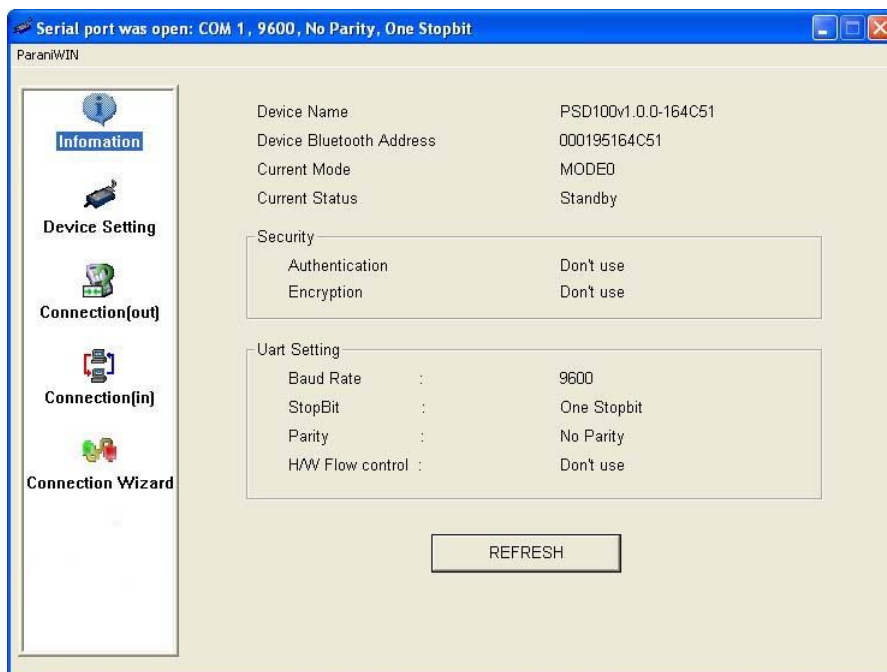 Serial port was open: COM 1, 9600, No Parity, One Stopbit
ParaniWIN
Infomation
Device Setting
Connection(out)
Connection(in)
Connection Wizard
Device Name PSD100v1.0.0-164C51
Device Bluetooth Address 000195164C51
Current Mode MODE0
Current Status Standby
Security
Authentication Don't use
Encryption Don't use
Uart Setting
Baud Rate : 9600
StopBit : One Stopbit
Parity : No Parity
H/W Flow control : Don't use
REFRESH